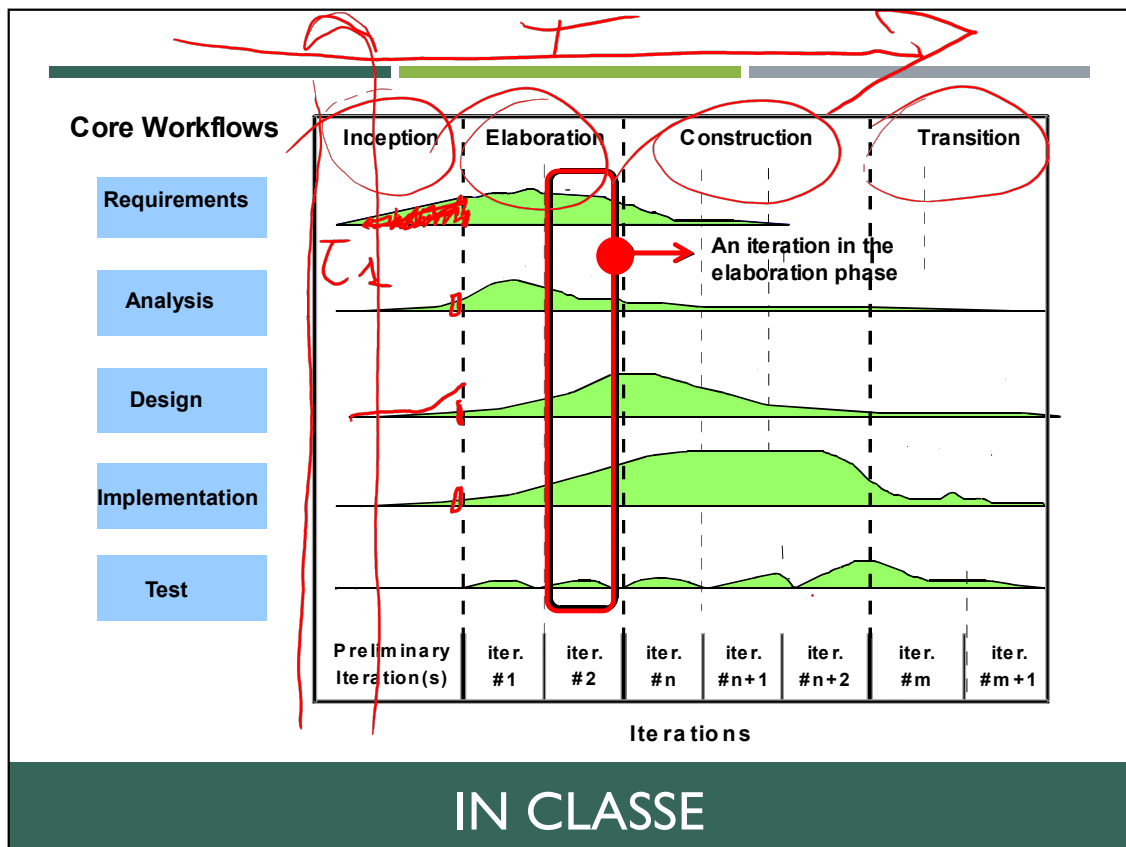 T
Core Workflows
Inception Elaboration Construction Transition
Requirements
An iteration in the
elaboration phase
Analysis
Design
Implementation
Test
Preliminary
Iteration(s)
iter.
#1
iter.
#2
iter.
#n
iter.
#n+1
iter.
#n+2
iter.
#m
iter.
#m+1
Iterations
IN CLASSE